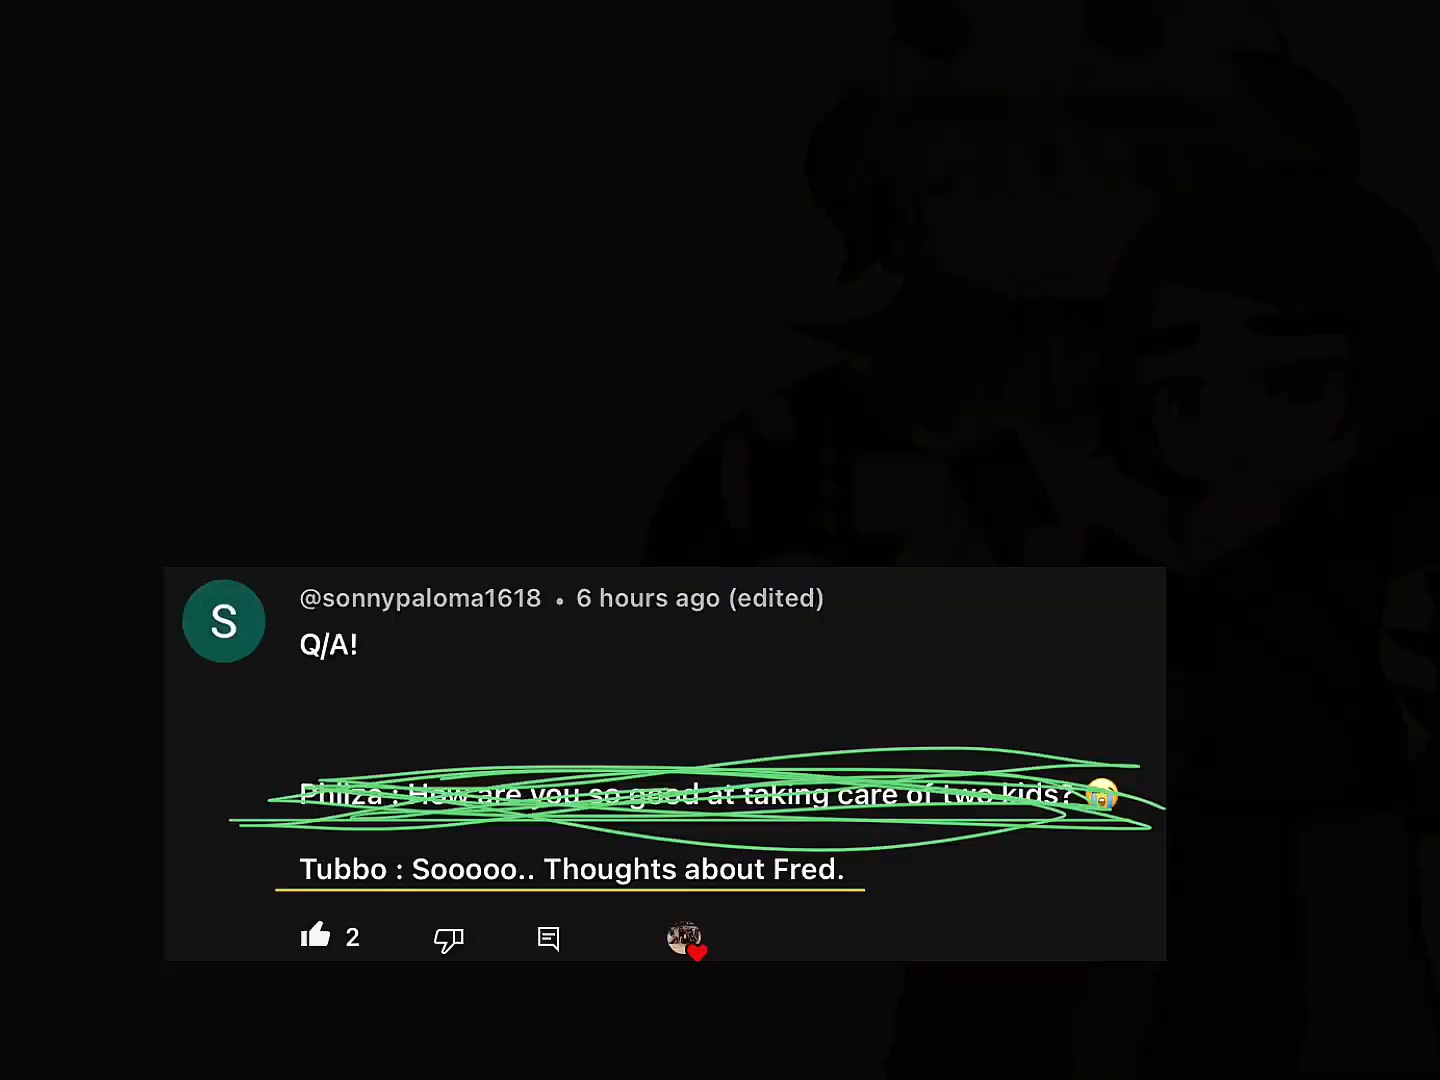 S
@sonnypaloma1618 • 6 hours ago (edited)
Q/A!
Philza : How are you so good at taking care of two kids? 😭
Tubbo : Sooooo.. Thoughts about Fred.
2